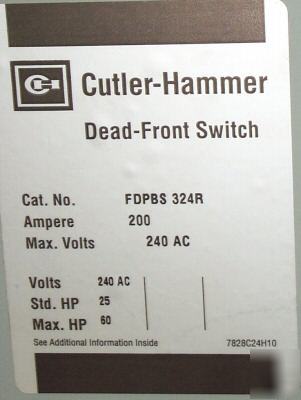 Cutler-Hammer
Dead-Front Switch
Cat. No. FDPBS 324R
Ampere 200
Max. Volts 240 AC
Volts 240 AC
Std. HP 25
Max. HP 60
See Additional Information Inside 7828C24H10